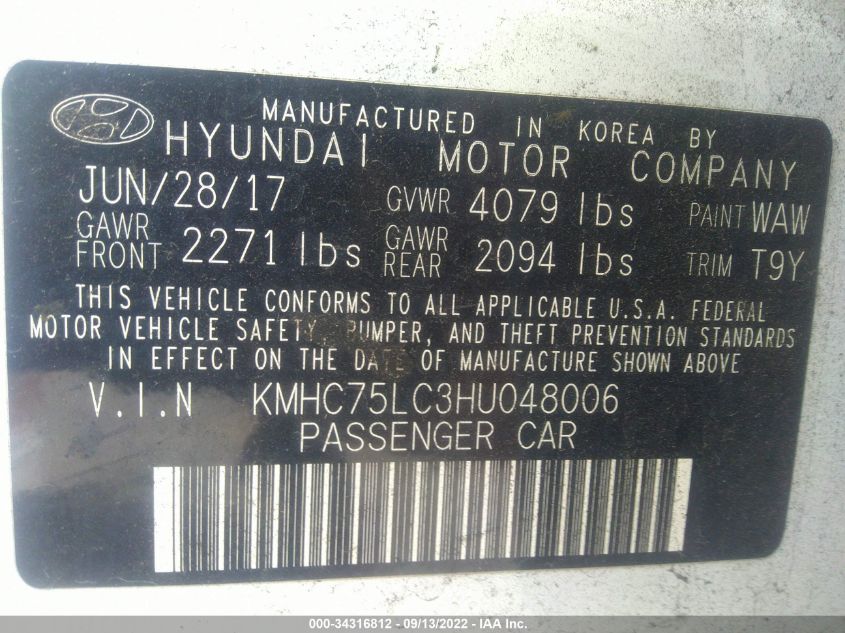 MANUFACTURED IN KOREA BY
HYUNDAI MOTOR COMPANY
JUN/28/17 GVWR 4079 lbs PAINT WAW
GAWR FRONT 2271 lbs GAWR REAR 2094 lbs TRIM T9Y
THIS VEHICLE CONFORMS TO ALL APPLICABLE U.S.A. FEDERAL
MOTOR VEHICLE SAFETY, BUMPER, AND THEFT PREVENTION STANDARDS
IN EFFECT ON THE DATE OF MANUFACTURE SHOWN ABOVE
V.I.N KMHC75LC3HU048006
PASSENGER CAR
000-34316812 - 09/13/2022 - IAA Inc.